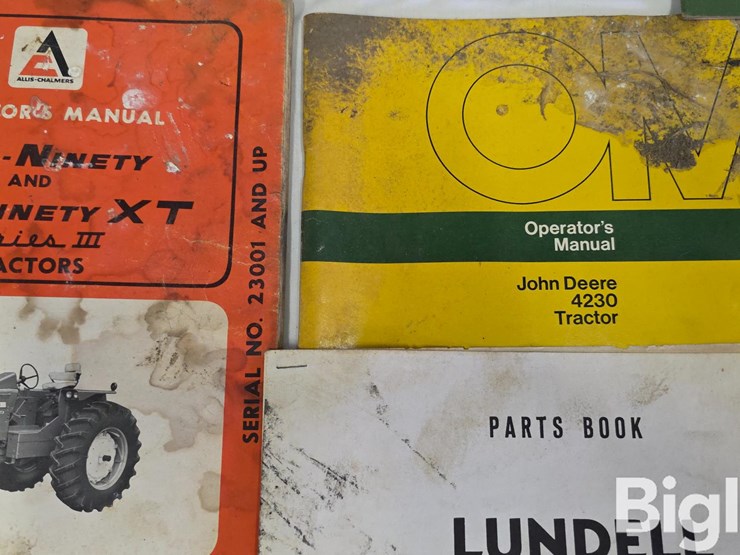 ALLIS-CHALMERS
OR'S MANUAL
-NINETY
AND
INETY XT
ries III
ACTORS
SERIAL NO. 23001 AND UP
OM
Operator's
Manual
John Deere
4230
Tractor
PARTS BOOK
LUNDELL
Bigl